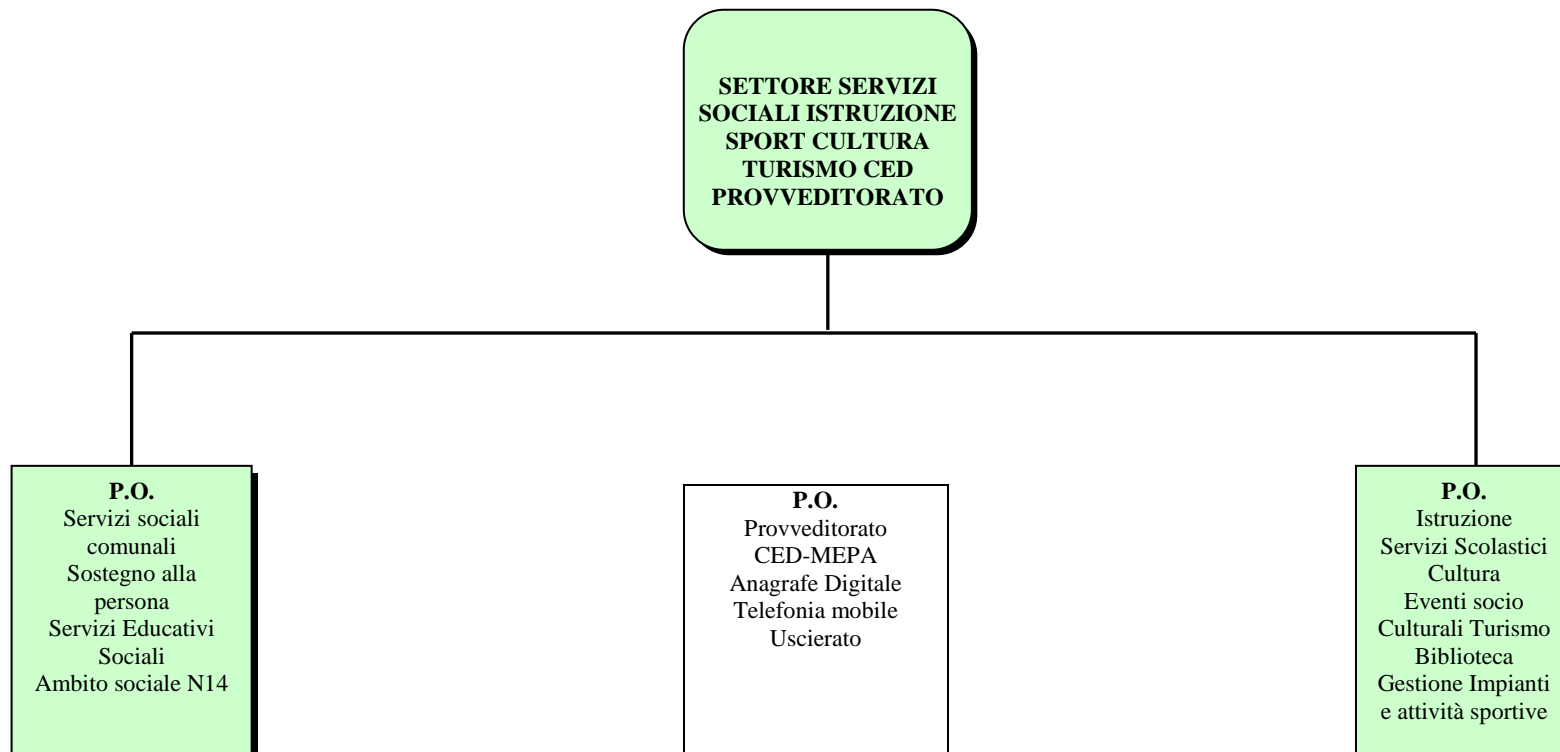 SETTORE SERVIZI
SOCIALI ISTRUZIONE
SPORT CULTURA
TURISMO CED
PROVVEDITORATO
P.O.
Servizi sociali
comunali
Sostegno alla
persona
Servizi Educativi
Sociali
Ambito sociale N14
P.O.
Provveditorato
CED-MEPA
Anagrafe Digitale
Telefonia mobile
Uscierato
P.O.
Istruzione
Servizi Scolastici
Cultura
Eventi socio
Culturali Turismo
Biblioteca
Gestione Impianti
e attività sportive